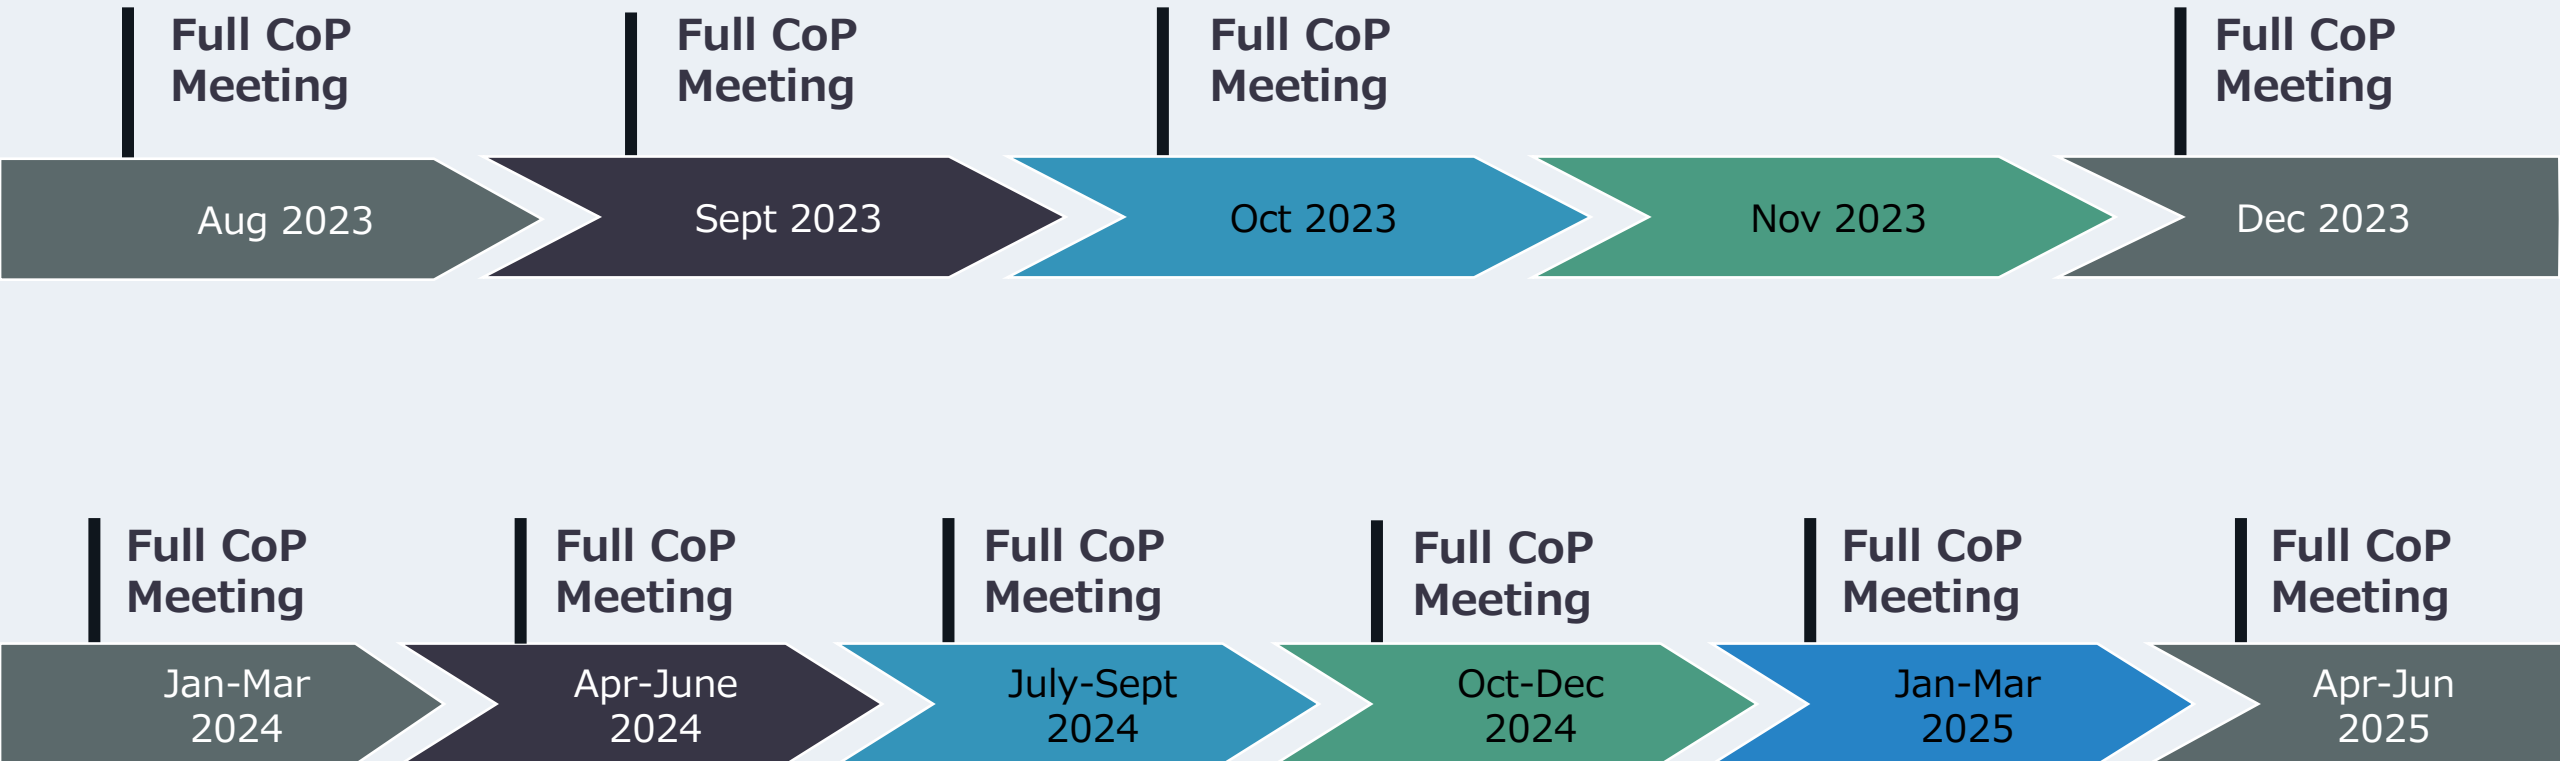 Full CoP
Meeting
Full CoP
Meeting
Full CoP
Meeting
Full CoP
Meeting
Aug 2023
Sept 2023
Oct 2023
Nov 2023
Dec 2023
Full CoP
Meeting
Full CoP
Meeting
Full CoP
Meeting
Full CoP
Meeting
Full CoP
Meeting
Full CoP
Meeting
Jan-Mar
2024
Apr-June
2024
July-Sept
2024
Oct-Dec
2024
Jan-Mar
2025
Apr-Jun
2025